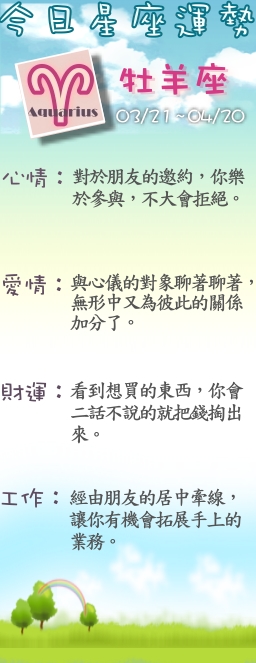 今日星座運勢
Aquarius
牡羊座
03/21~04/20
心情：對於朋友的邀約，你樂
於參與，不大會拒絕。
愛情：與心儀的對象聊著聊著，
無形中又為彼此的關係
加分了。
財運：看到想買的東西，你會
二話不說的就把錢掏出
來。
工作：經由朋友的居中牽線，
讓你有機會拓展手上的
業務。